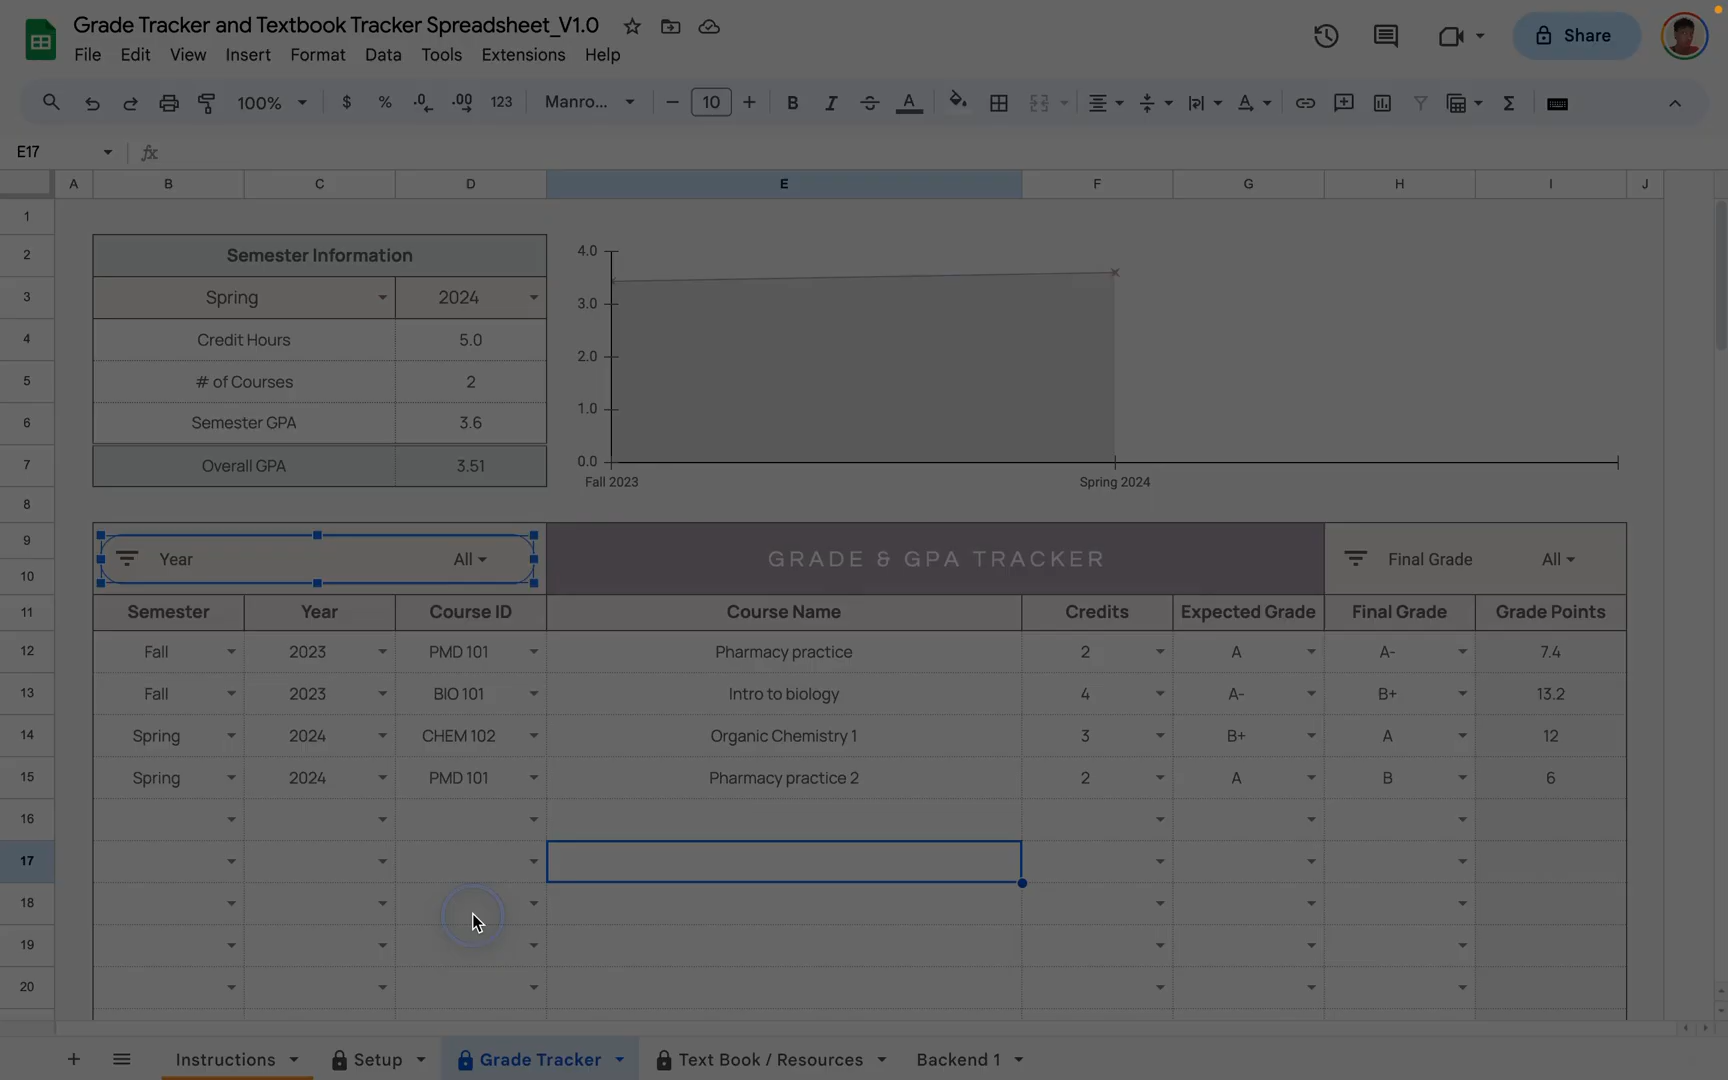 Grade Tracker and Textbook Tracker Spreadsheet_V1.0
File Edit View Insert Format Data Tools Extensions Help
Share
100% $ % .0 .00 123 Manro... 10 B I S A
E17 fx
A B C D E F G H I J
1
2 Semester Information
3 Spring 2024
4 Credit Hours 5.0
5 # of Courses 2
6 Semester GPA 3.6
7 Overall GPA 3.51
8
4.0
3.0
2.0
1.0
0.0
Fall 2023 Spring 2024
9
10
Year All GRADE & GPA TRACKER Final Grade All
11 Semester Year Course ID Course Name Credits Expected Grade Final Grade Grade Points
12 Fall 2023 PMD 101 Pharmacy practice 2 A A- 7.4
13 Fall 2023 BIO 101 Intro to biology 4 A- B+ 13.2
14 Spring 2024 CHEM 102 Organic Chemistry 1 3 B+ A 12
15 Spring 2024 PMD 101 Pharmacy practice 2 2 A B 6
16
17
18
19
20
Instructions Setup Grade Tracker Text Book / Resources Backend 1